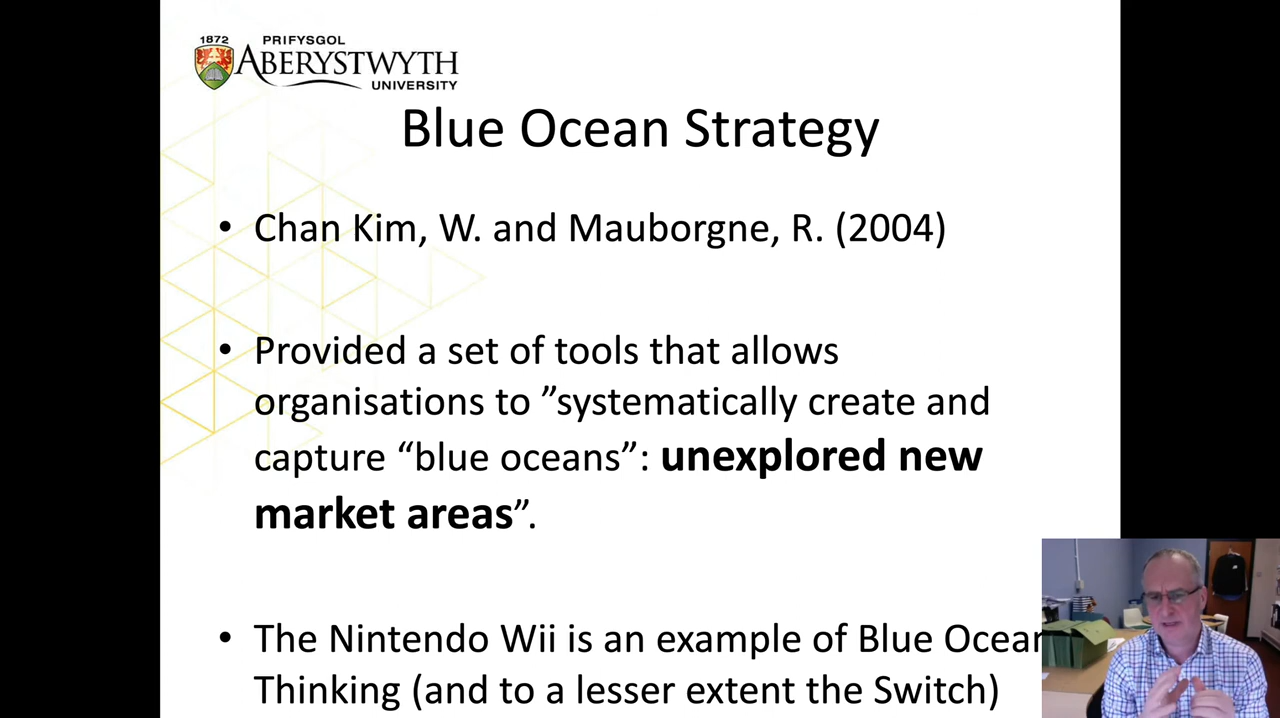 1872
PRIFYSGOL
ABERYSTWYTH
UNIVERSITY
Blue Ocean Strategy
• Chan Kim, W. and Mauborgne, R. (2004)
• Provided a set of tools that allows
organisations to ”systematically create and
capture “blue oceans”: unexplored new
market areas”.
• The Nintendo Wii is an example of Blue Ocean
Thinking (and to a lesser extent the Switch)